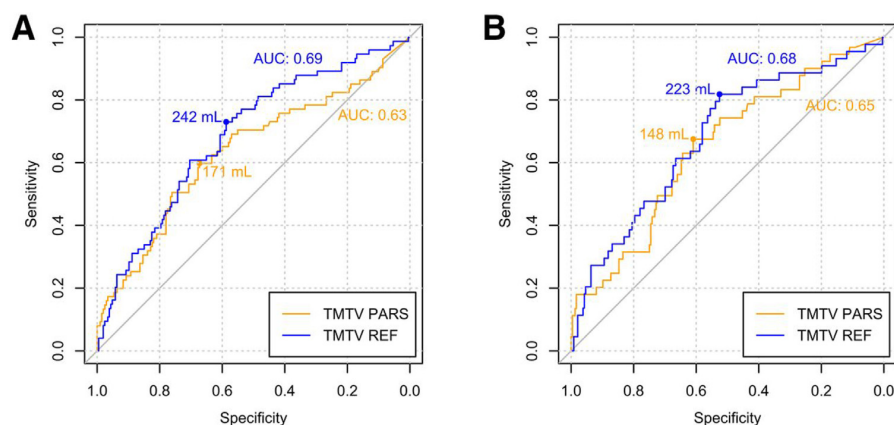 A
Sensitivity
1.0
0.8
0.6
0.4
0.2
0.0
AUC: 0.69
242 mL
AUC: 0.63
171 mL
TMTV PARS
TMTV REF
1.0 0.8 0.6 0.4 0.2 0.0
Specificity
B
Sensitivity
1.0
0.8
0.6
0.4
0.2
0.0
AUC: 0.68
223 mL
AUC: 0.65
148 mL
TMTV PARS
TMTV REF
1.0 0.8 0.6 0.4 0.2 0.0
Specificity